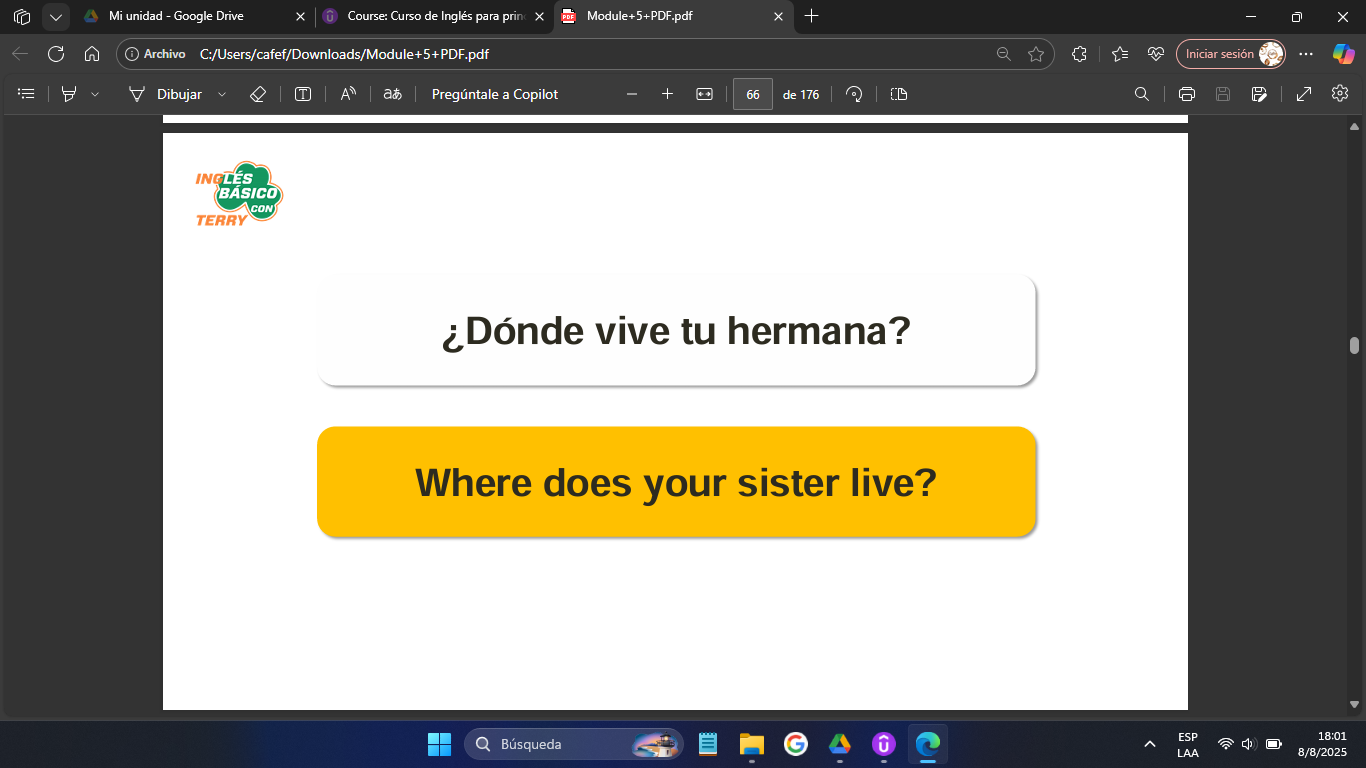 Mi unidad - Google Drive
Course: Curso de Inglés para prin
Module+5+PDF.pdf
Archivo
C:/Users/cafef/Downloads/Module+5+PDF.pdf
Iniciar sesión
Dibujar
Pregúntale a Copilot
66
de 176
INGLÉS
BÁSICO
CON
TERRY
¿Dónde vive tu hermana?
Where does your sister live?
Búsqueda
ESP
LAA
18:01
8/8/2025